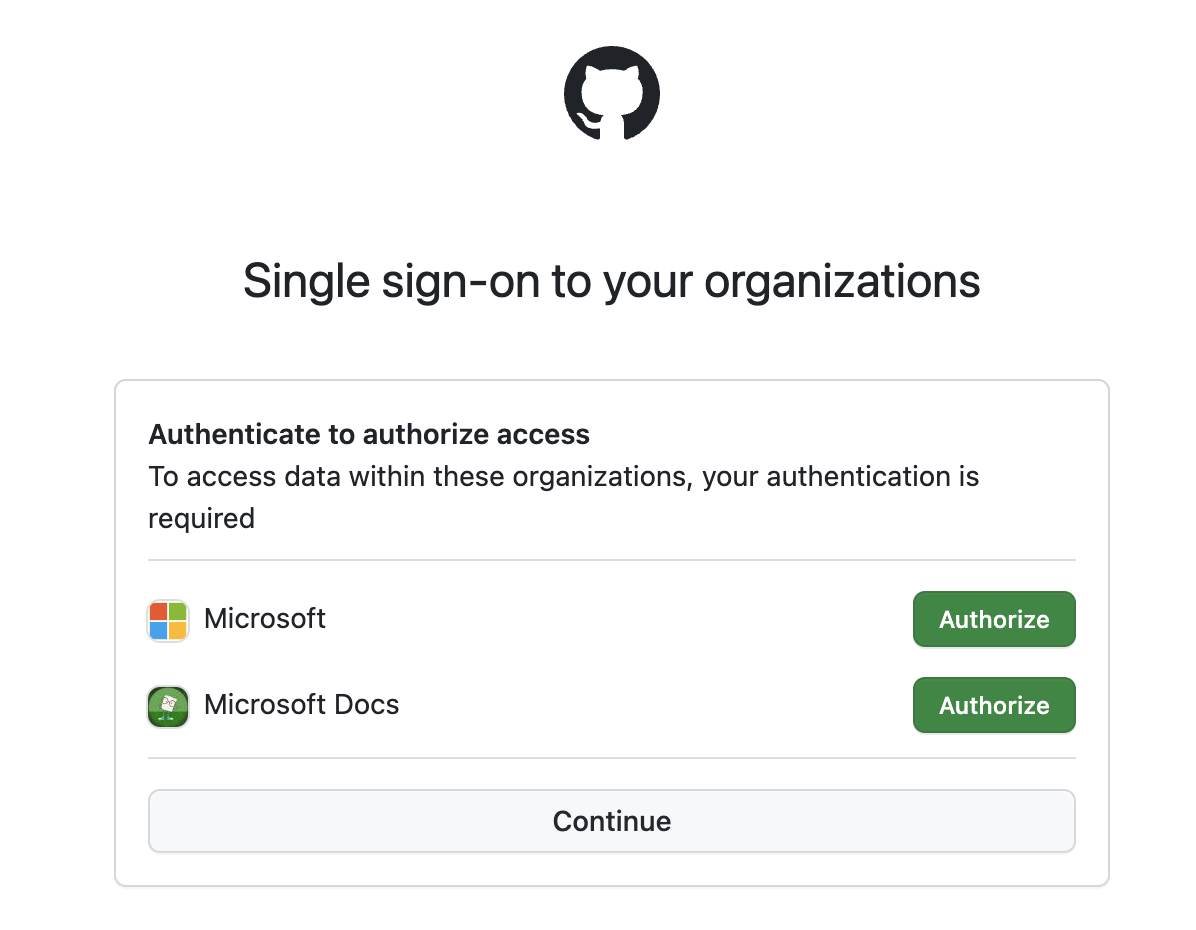 Single sign-on to your organizations
Authenticate to authorize access
To access data within these organizations, your authentication is
required
Microsoft
Authorize
Microsoft Docs
Authorize
Continue